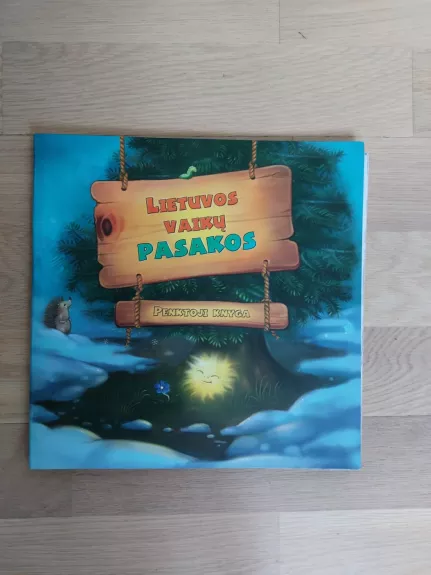 LIETUVOS
VAIKŲ
PASAKOS
PENKTOJI KNYGA